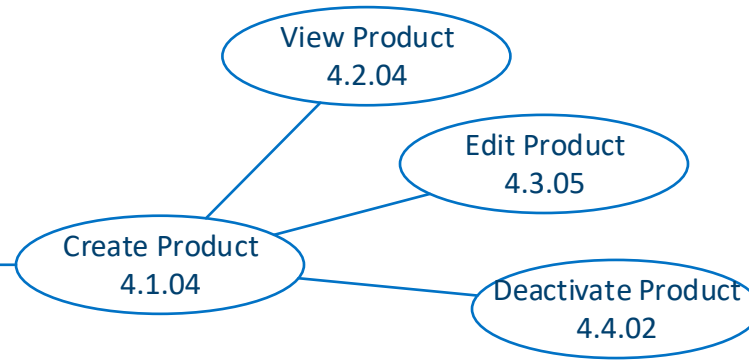 View Product
4.2.04
Edit Product
4.3.05
Create Product
4.1.04
Deactivate Product
4.4.02